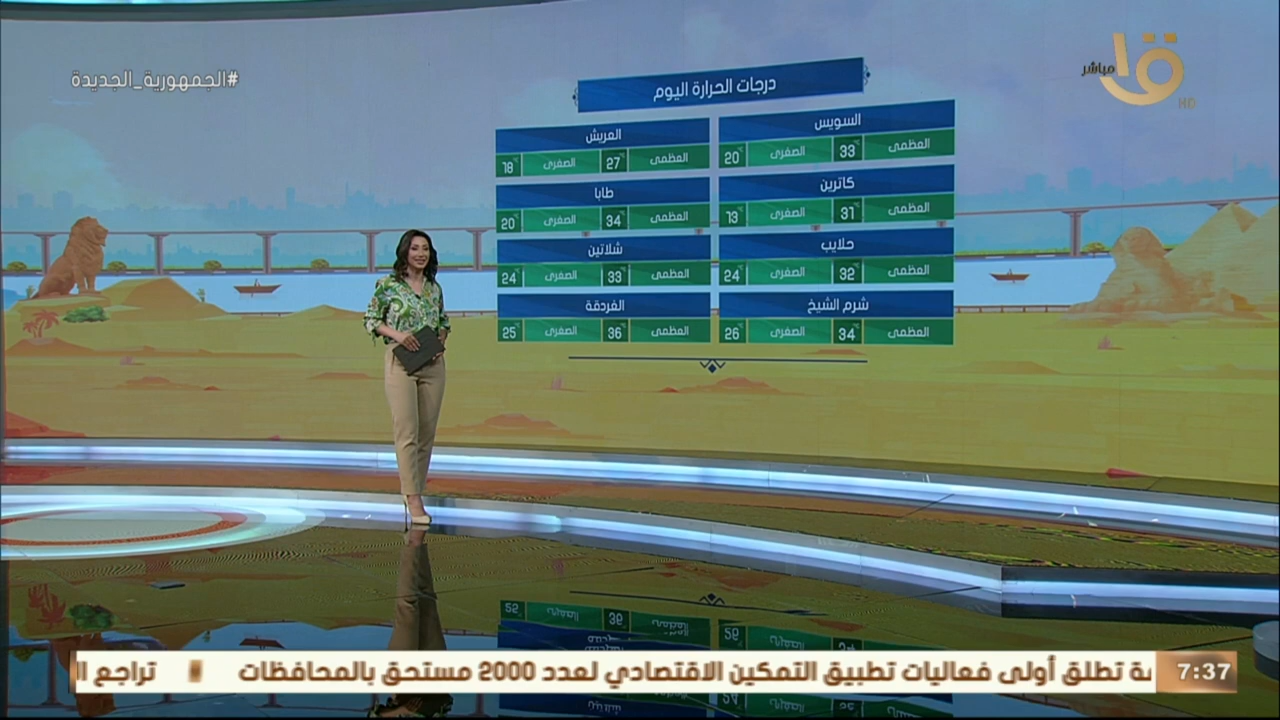 #الجمهورية_الجديدة
مباشر
HD
درجات الحرارة اليوم
السويس
العظمى 33 الصغرى 20
العريش
العظمى 27 الصغرى 18
كاترين
العظمى 31 الصغرى 13
طابا
العظمى 34 الصغرى 20
حلايب
العظمى 32 الصغرى 24
شلاتين
العظمى 33 الصغرى 24
شرم الشيخ
العظمى 34 الصغرى 26
الغردقة
العظمى 36 الصغرى 25
7:37
تطلق أولى فعاليات تطبيق التمكين الاقتصادي لعدد 2000 مستحق بالمحافظات
تراجع